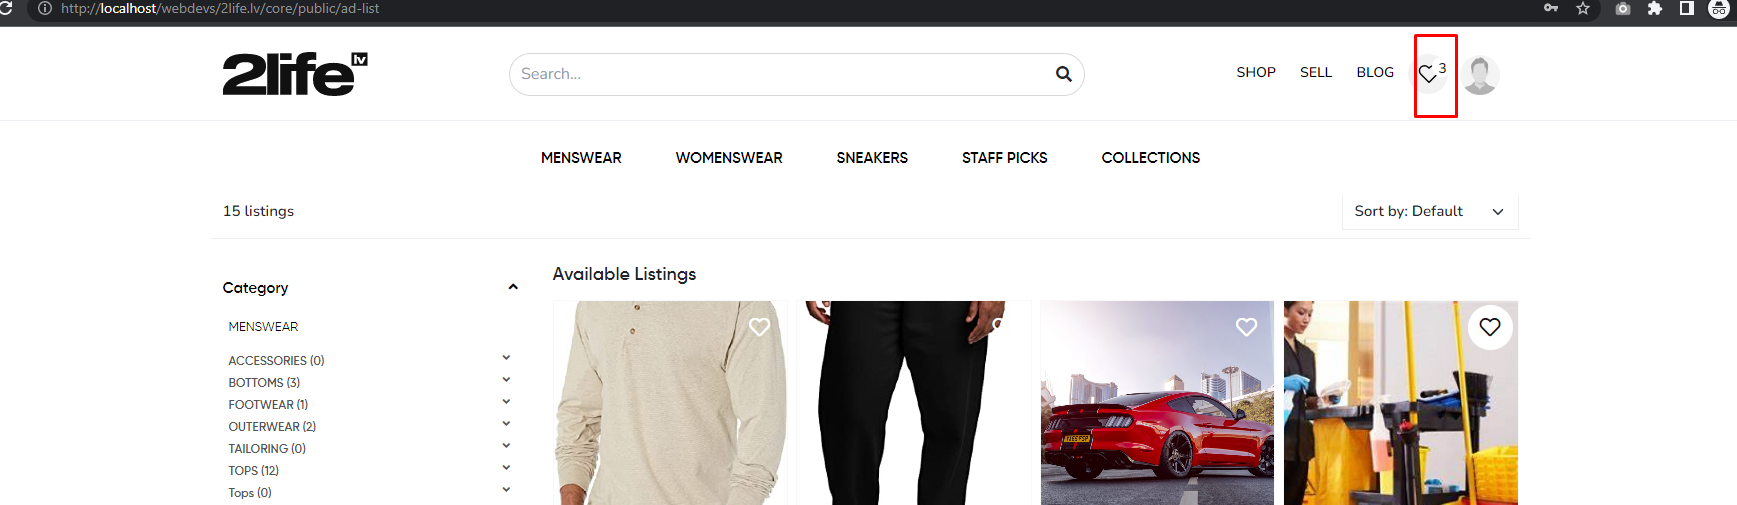 http://localhost/webdevs/2life.lv/core/public/ad-list
2life lv
Search...
SHOP SELL BLOG 3
MENSWEAR WOMENSWEAR SNEAKERS STAFF PICKS COLLECTIONS
15 listings
Sort by: Default
Category
MENSWEAR
ACCESSORIES (0)
BOTTOMS (3)
FOOTWEAR (1)
OUTERWEAR (2)
TAILORING (0)
TOPS (12)
Tops (0)
Available Listings